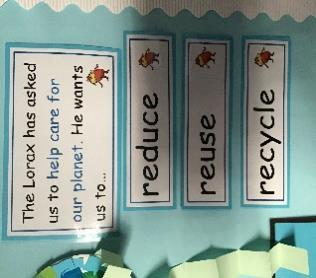 The Lorax has asked
us to help care for
our planet. He wants
us to...
reduce
reuse
recycle